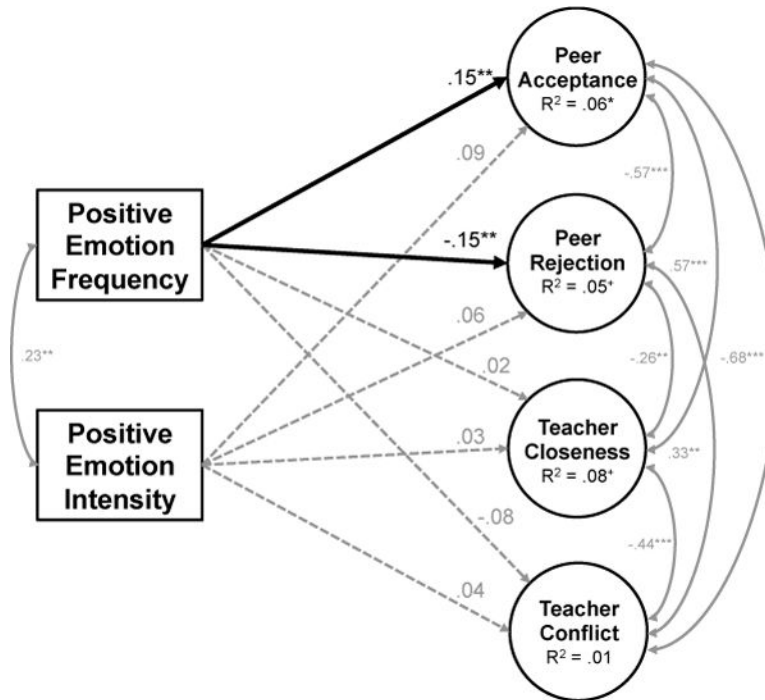 Peer
Acceptance
R² = .06*
.15**
.09
-.57***
Positive
Emotion
Frequency
-.15**
Peer
Rejection
R² = .05⁺
.57***
.06
.02
.23**
-.26**
-.68***
Positive
Emotion
Intensity
.03
Teacher
Closeness
R² = .08⁺
.33**
-.08
-.44***
.04
Teacher
Conflict
R² = .01